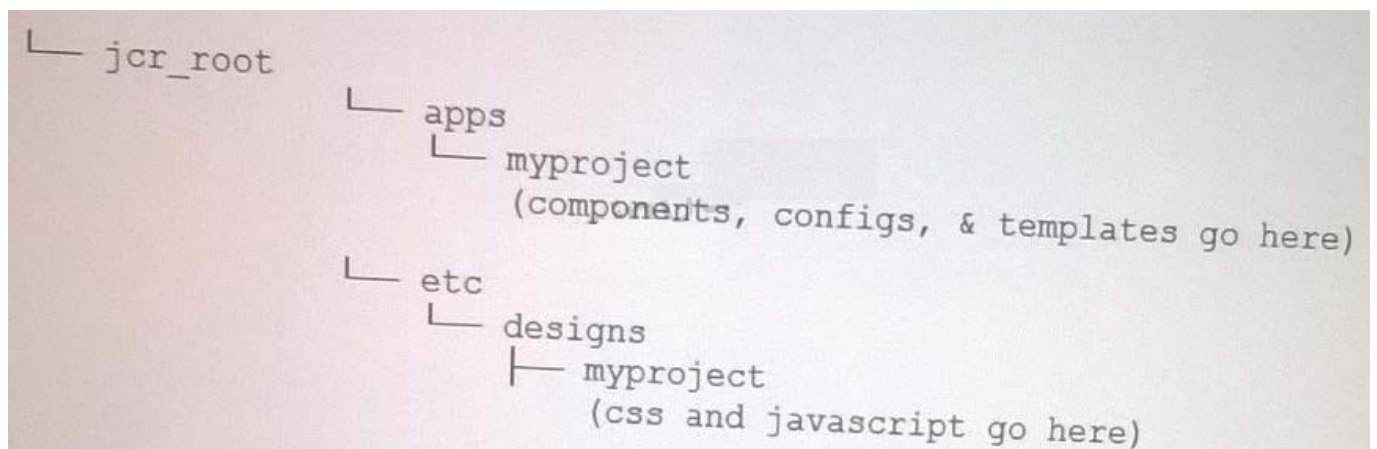 jcr_root
apps
myproject
(components, configs, & templates go here)
etc
designs
myproject
(css and javascript go here)